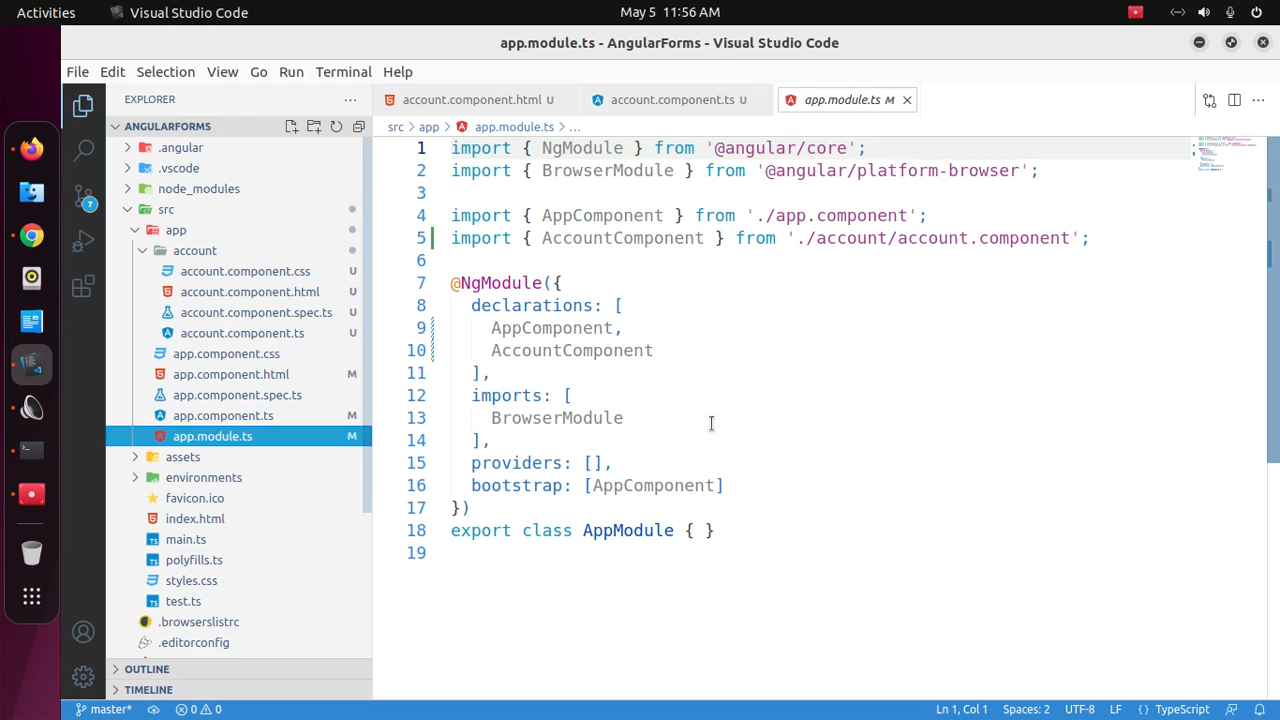 Activities
Visual Studio Code
May 5 11:56 AM
app.module.ts - AngularForms - Visual Studio Code
File Edit Selection View Go Run Terminal Help
EXPLORER
account.component.html U
account.component.ts U
app.module.ts M
ANGULARFORMS
src app app.module.ts ...
.angular
.vscode
node_modules
src
app
account
account.component.css U
account.component.html U
account.component.spec.ts U
account.component.ts U
app.component.css
app.component.html M
app.component.spec.ts
app.component.ts M
app.module.ts M
assets
environments
favicon.ico
index.html
main.ts
polyfills.ts
styles.css
test.ts
.browserslistrc
.editorconfig
OUTLINE
TIMELINE
7
1 import { NgModule } from '@angular/core';
2 import { BrowserModule } from '@angular/platform-browser';
3
4 import { AppComponent } from './app.component';
5 import { AccountComponent } from './account/account.component';
6
7 @NgModule({
8 declarations: [
9 AppComponent,
10 AccountComponent
11 ],
12 imports: [
13 BrowserModule
14 ],
15 providers: [],
16 bootstrap: [AppComponent]
17 })
18 export class AppModule { }
19
master* 0 0
Ln 1, Col 1 Spaces: 2 UTF-8 LF { } TypeScript